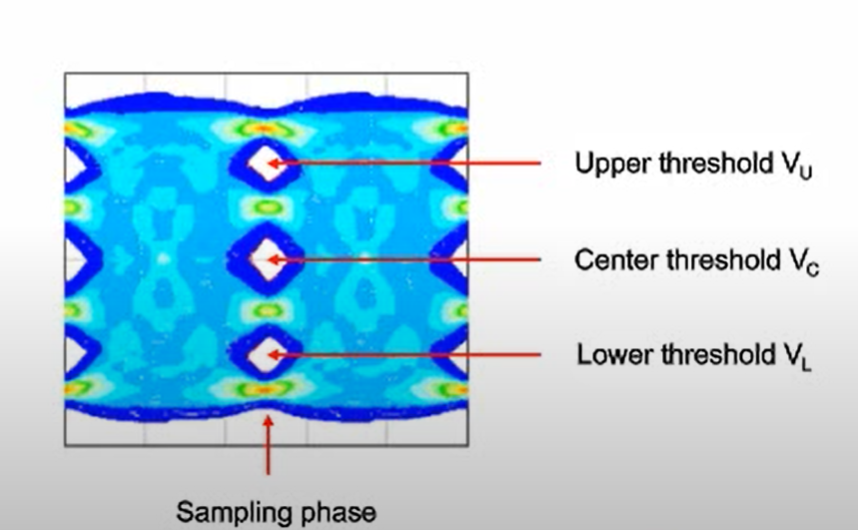 Upper threshold VU
Center threshold VC
Lower threshold VL
Sampling phase